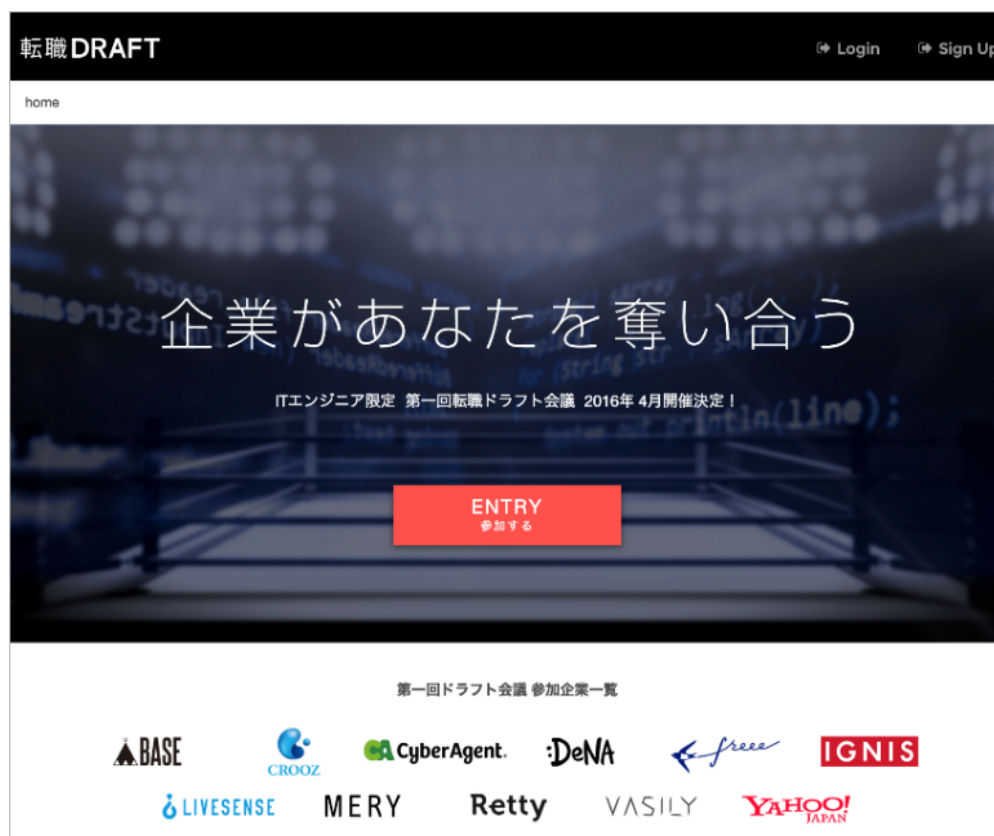 転職DRAFT
Login
Sign Up
home
企業があなたを奪い合う
ITエンジニア限定 第一回転職ドラフト会議 2016年 4月開催決定!
println(line);
ENTRY
参加する
第一回ドラフト会議 参加企業一覧
BASE
CROOZ
CA CyberAgent.
:DeNA
freee
IGNIS
LIVESENSE
MERY
Retty
VASILY
YAHOO!
JAPAN